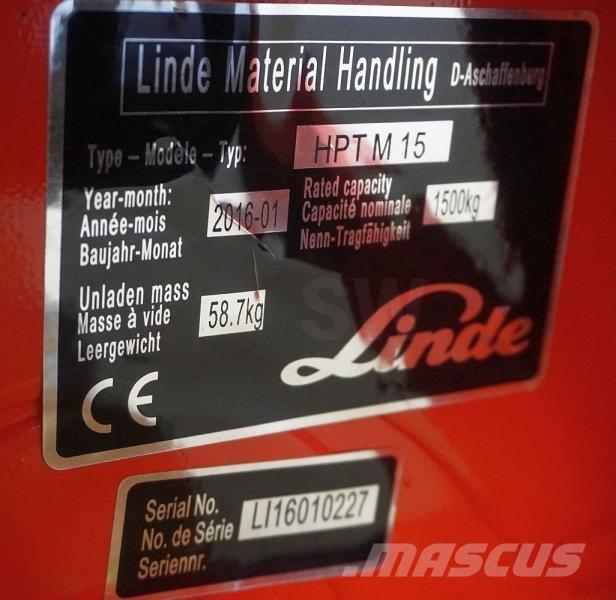 Linde Material Handling D-Aschaffenburg
Type - Modèle - Typ: HPT M 15
Year-month:
Année-mois
Baujahr-Monat
2016-01
Rated capacity
Capacité nominale
Nenn-Tragfähigkeit
1500kg
Unladen mass
Masse à vide
Leergewicht
58.7kg
SW
Linde
CE
Serial No.
No. de Série
Seriennr.
LI16010227
MASCUS